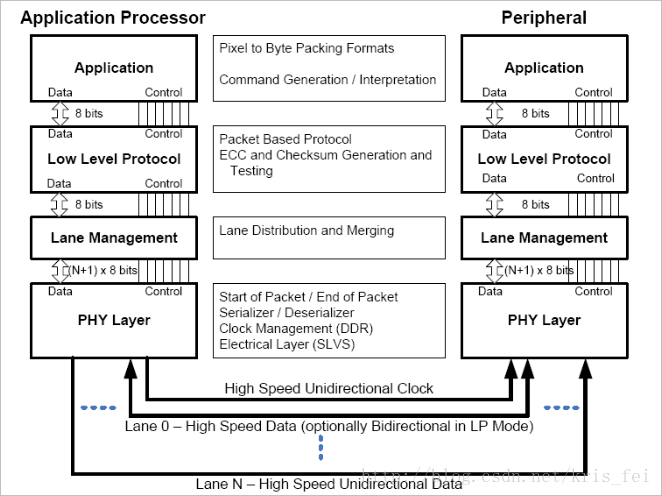 Application Processor
Peripheral
Application
Data
Control
Pixel to Byte Packing Formats
Command Generation / Interpretation
Application
Data
Control
8 bits
8 bits
Data
Control
Low Level Protocol
Data
Control
Packet Based Protocol
ECC and Checksum Generation and
Testing
Data
Control
Low Level Protocol
Data
Control
8 bits
8 bits
Lane Management
Lane Distribution and Merging
Lane Management
(N+1) x 8 bits
(N+1) x 8 bits
Data
Control
PHY Layer
Start of Packet / End of Packet
Serializer / Deserializer
Clock Management (DDR)
Electrical Layer (SLVS)
Data
Control
PHY Layer
High Speed Unidirectional Clock
Lane 0 – High Speed Data (optionally Bidirectional in LP Mode)
http://blog.csdn.net/kris_fei
Lane N – High Speed Unidirectional Data